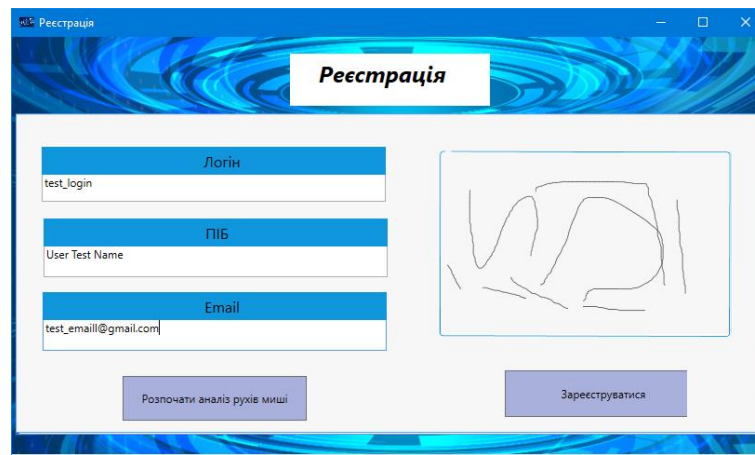 Реєстрація
Реєстрація
Логін
test_login
ПІБ
User Test Name
Email
test_emaill@gmail.com
Розпочати аналіз рухів миші
Зареєструватися